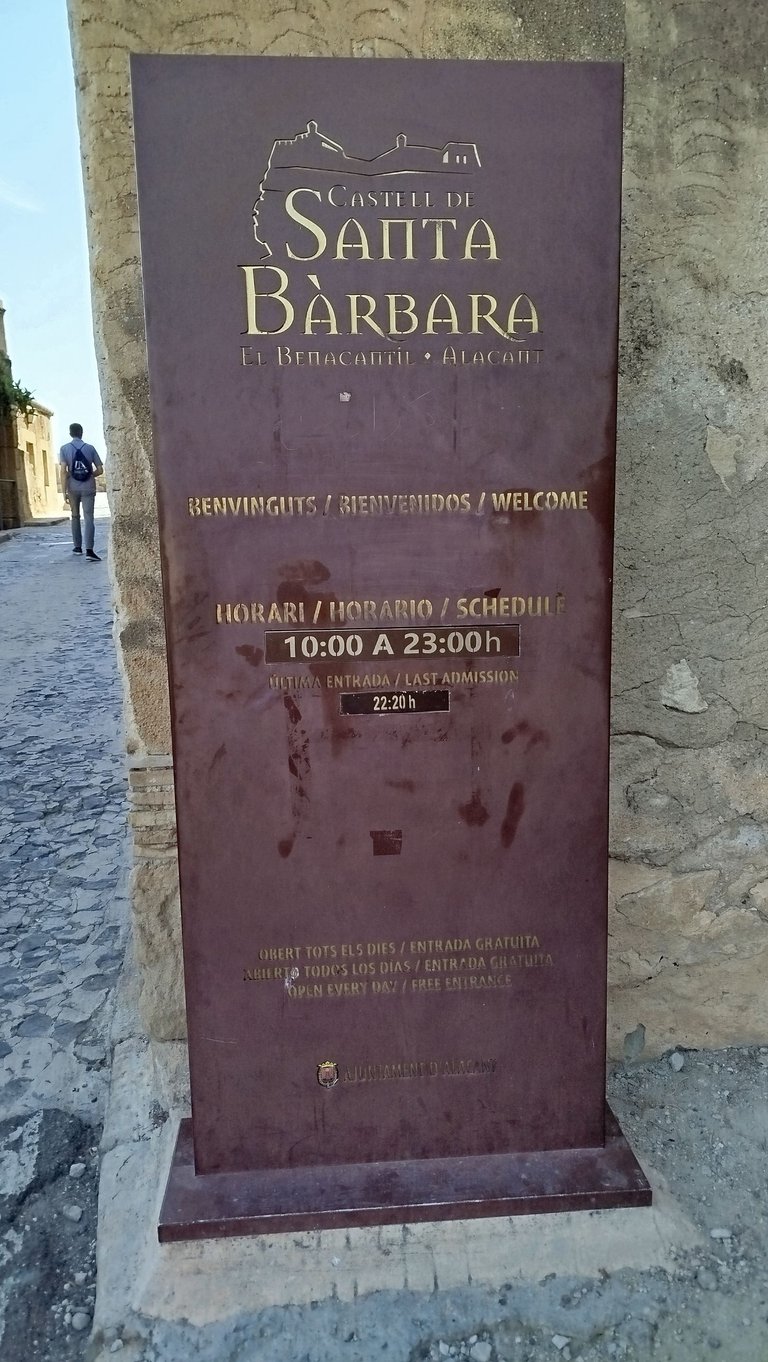 CASTELL DE
SANTA
BÀRBARA
EL BENACANTIL • ALACANT
BENVINGUTS / BIENVENIDOS / WELCOME
HORARI / HORARIO / SCHEDULE
10:00 A 23:00h
ÚLTIMA ENTRADA / LAST ADMISSION
22:20 h
OBERT TOTS ELS DIES / ENTRADA GRATUÏTA
ABIERTO TODOS LOS DIAS / ENTRADA GRATUITA
OPEN EVERY DAY / FREE ENTRANCE
AJUNTAMENT D'ALACANT